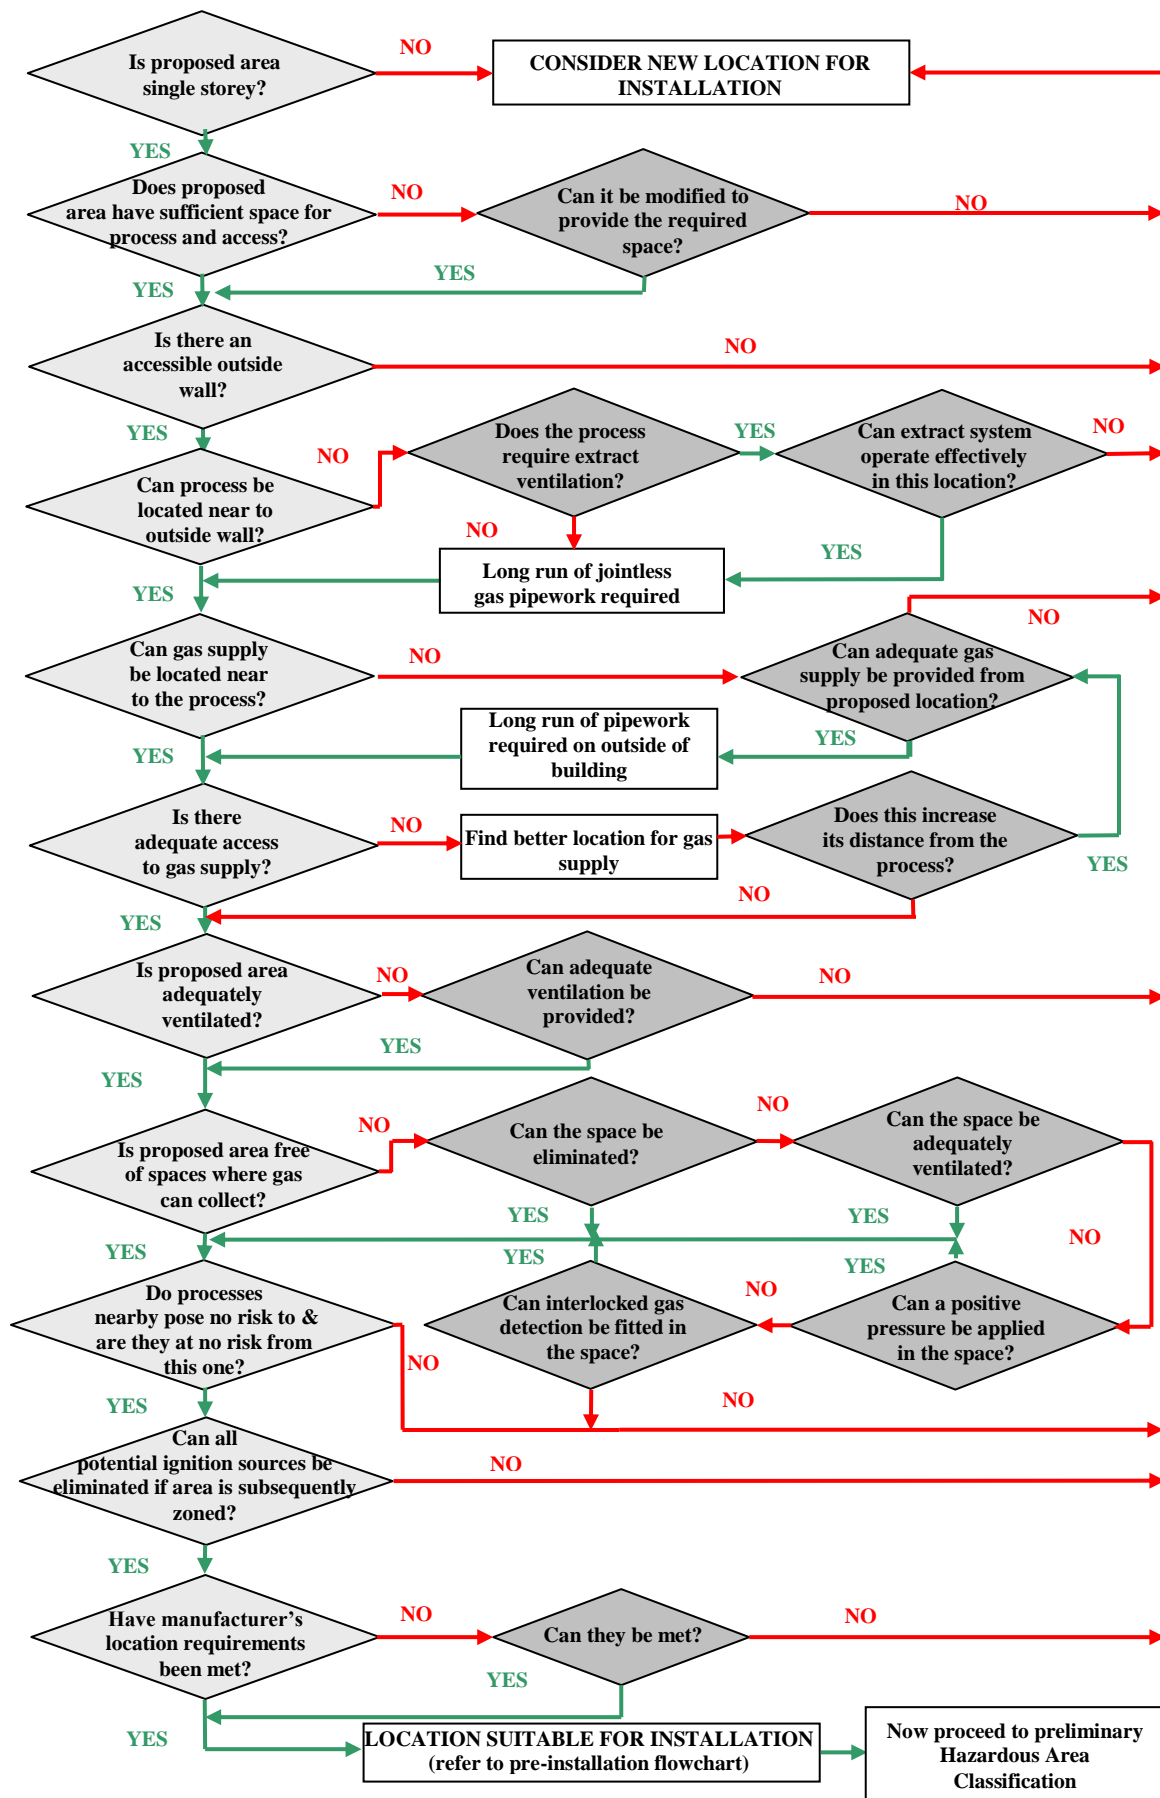 Is proposed area
single storey?
NO
CONSIDER NEW LOCATION FOR
INSTALLATION
YES
Does proposed
area have sufficient space for
process and access?
NO
Can it be modified to
provide the required
space?
NO
YES
YES
Is there an
accessible outside
wall?
NO
YES
Can process be
located near to
outside wall?
NO
Does the process
require extract
ventilation?
YES
Can extract system
operate effectively
in this location?
NO
NO
YES
Long run of jointless
gas pipework required
YES
Can gas supply
be located near
to the process?
NO
Can adequate gas
supply be provided from
proposed location?
NO
YES
Long run of pipework
required on outside of
building
YES
Is there
adequate access
to gas supply?
NO
Find better location for gas
supply
Does this increase
its distance from the
process?
YES
NO
YES
Is proposed area
adequately
ventilated?
NO
Can adequate
ventilation be
provided?
NO
YES
YES
Is proposed area free
of spaces where gas
can collect?
NO
Can the space be
eliminated?
NO
Can the space be
adequately
ventilated?
YES
YES
NO
YES
YES
YES
Do processes
nearby pose no risk to &
are they at no risk from
this one?
NO
Can interlocked gas
detection be fitted in
the space?
NO
Can a positive
pressure be applied
in the space?
NO
YES
Can all
potential ignition sources be
eliminated if area is subsequently
zoned?
NO
YES
Have manufacturer’s
location requirements
been met?
NO
Can they be met?
NO
YES
YES
LOCATION SUITABLE FOR INSTALLATION
(refer to pre-installation flowchart)
Now proceed to preliminary
Hazardous Area
Classification